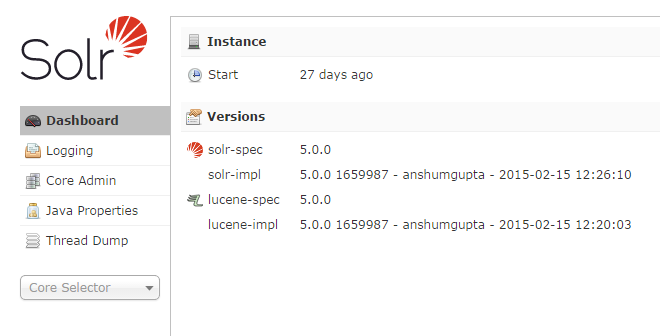 Solr
Dashboard
Logging
Core Admin
Java Properties
Thread Dump
Core Selector
Instance
Start 27 days ago
Versions
solr-spec 5.0.0
solr-impl 5.0.0 1659987 - anshumgupta - 2015-02-15 12:26:10
lucene-spec 5.0.0
lucene-impl 5.0.0 1659987 - anshumgupta - 2015-02-15 12:20:03